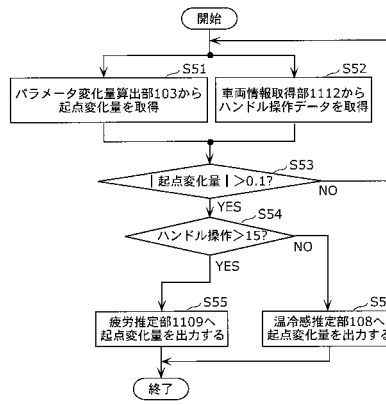 開始
S51
パラメータ変化量算出部103から
起点変化量を取得
S52
車両情報取得部1112から
ハンドル操作データを取得
S53
|起点変化量|>0.1?
NO
YES
S54
ハンドル操作>15?
NO
YES
S55
疲労推定部1109へ
起点変化量を出力する
温冷感推定部108へ
起点変化量を出力する
終了